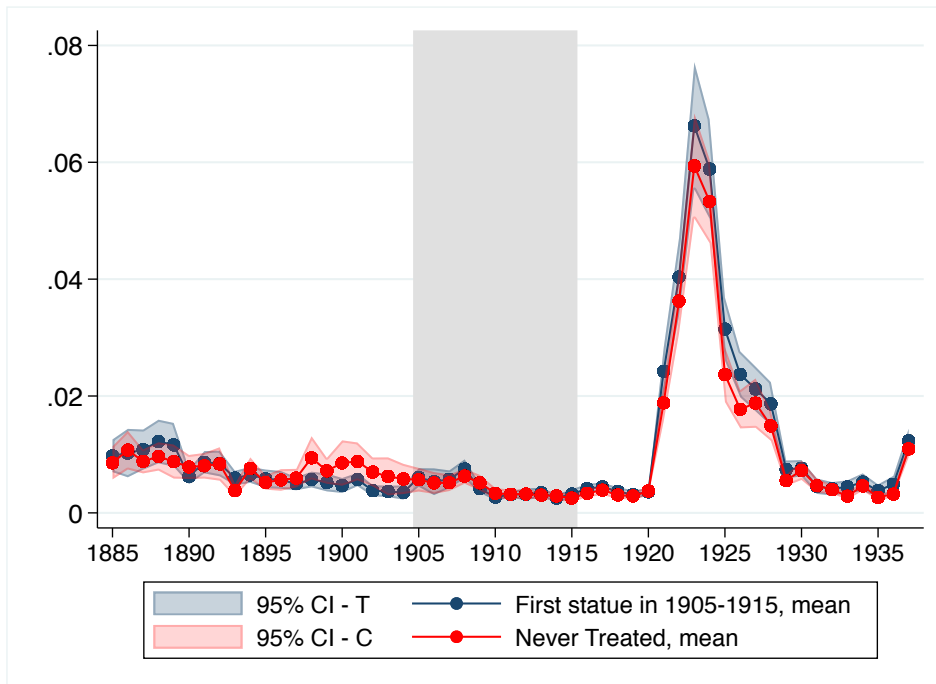 .08
.06
.04
.02
0
1885 1890 1895 1900 1905 1910 1915 1920 1925 1930 1935
95% CI - T First statue in 1905-1915, mean
95% CI - C Never Treated, mean